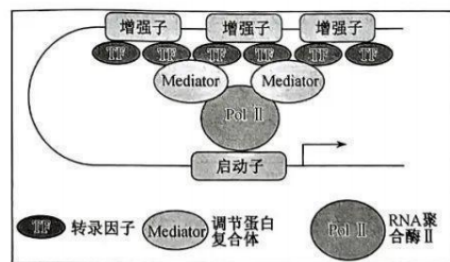 增强子 增强子 增强子
TF TF TF TF TF TF
Mediator Mediator
Pol Ⅱ
启动子
TF 转录因子 Mediator 调节蛋白复合体 Pol Ⅱ RNA聚合酶Ⅱ